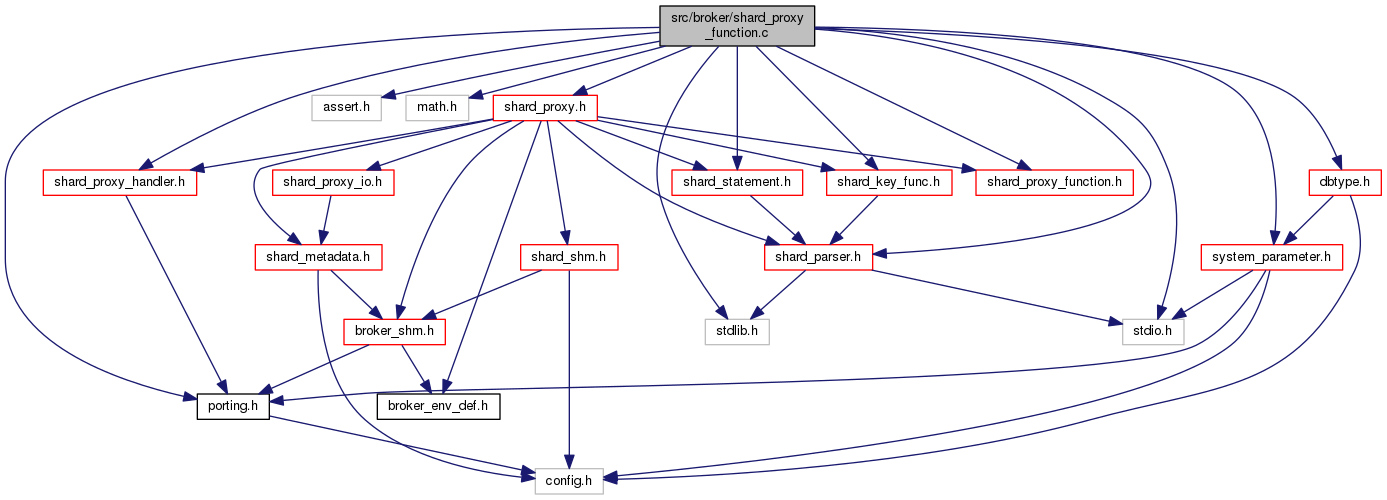 src/broker/shard_proxy
_function.c
assert.h
math.h
shard_proxy.h
shard_proxy_handler.h
shard_proxy_io.h
shard_statement.h
shard_key_func.h
shard_proxy_function.h
dbtype.h
shard_metadata.h
shard_shm.h
shard_parser.h
system_parameter.h
broker_shm.h
stdlib.h
stdio.h
porting.h
broker_env_def.h
config.h